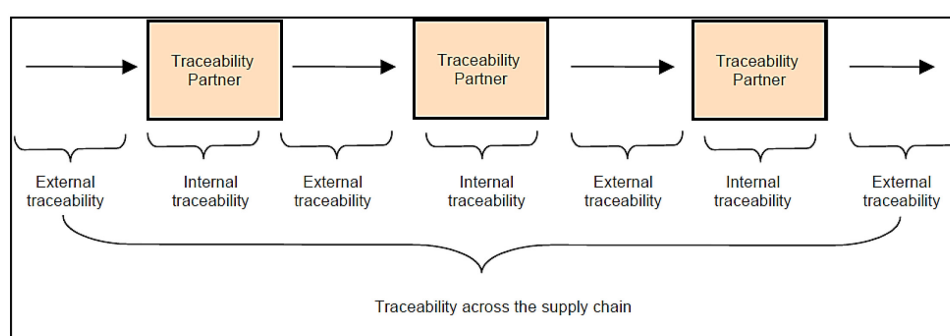 Traceability
Partner
Traceability
Partner
Traceability
Partner
External
traceability
Internal
traceability
External
traceability
Internal
traceability
External
traceability
Internal
traceability
External
traceability
Traceability across the supply chain